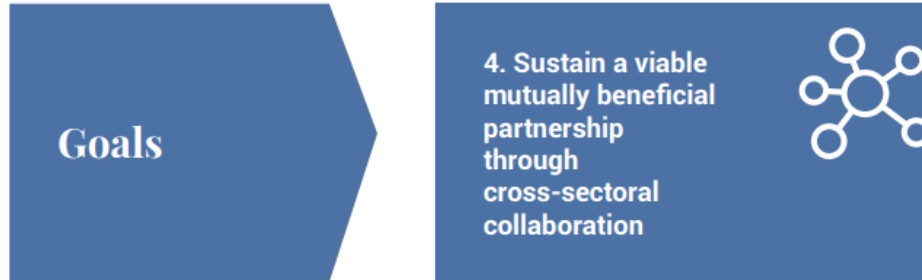 Goals
4. Sustain a viable
mutually beneficial
partnership
through
cross-sectoral
collaboration